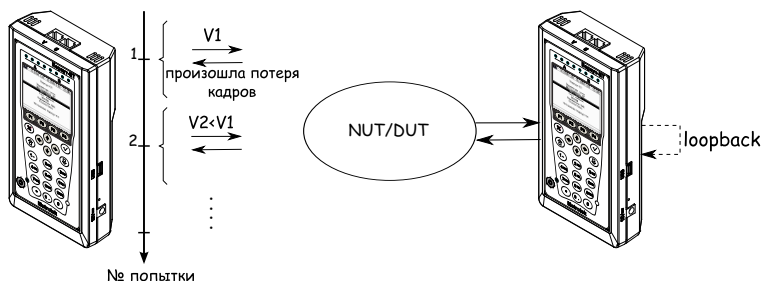 V1
1
произошла потеря
кадров
V2<V1
2
NUT/DUT
loopback
№ попытки